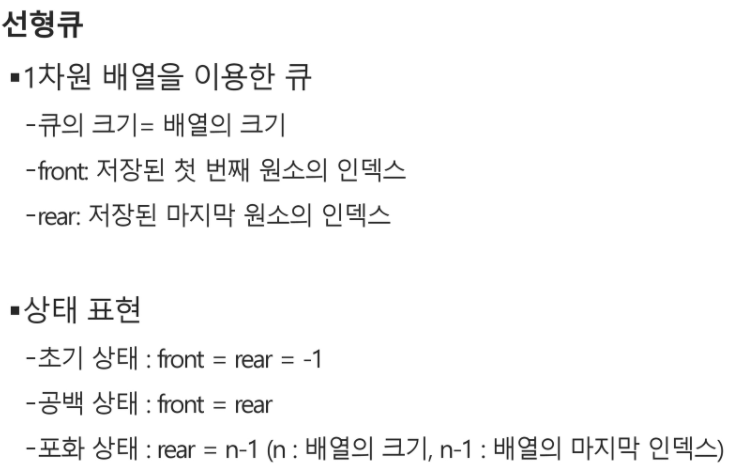 선형큐
▪1차원 배열을 이용한 큐
-큐의 크기= 배열의 크기
-front: 저장된 첫 번째 원소의 인덱스
-rear: 저장된 마지막 원소의 인덱스
▪상태 표현
-초기 상태 : front = rear = -1
-공백 상태 : front = rear
-포화 상태 : rear = n-1 (n : 배열의 크기, n-1 : 배열의 마지막 인덱스)